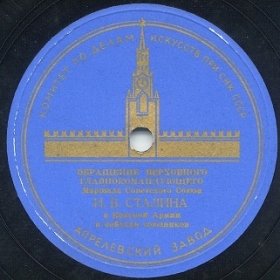 КОМИТЕТ ПО ДЕЛАМ ИСКУССТВ ПРИ СНК СССР
ОБРАЩЕНИЕ ВЕРХОВНОГО
ГЛАВНОКОМАНДУЮЩЕГО
Маршала Советского Союза
И. В. СТАЛИНА
к Красной Армии
АПРЕЛЕВСКИЙ ЗАВОД